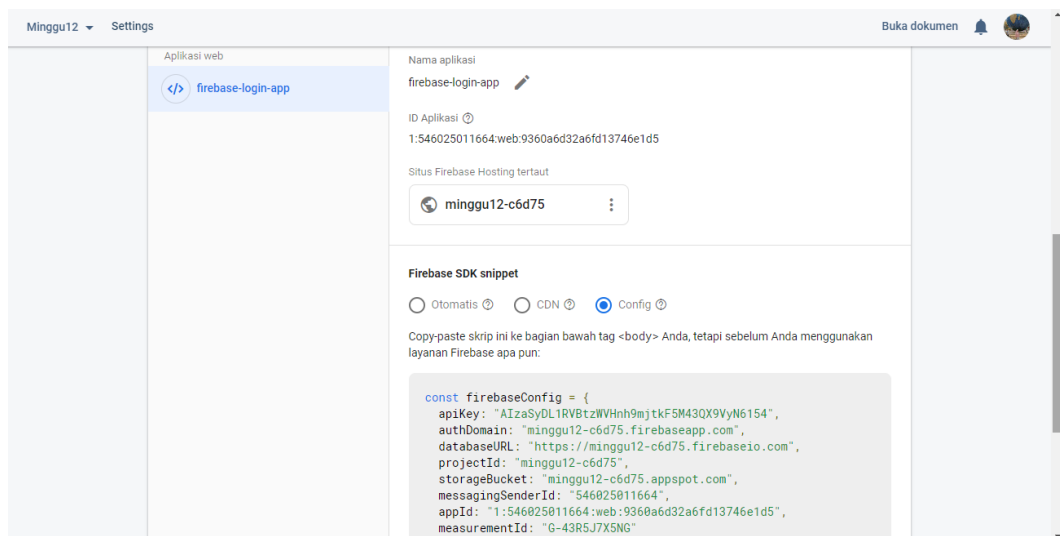 Minggu12 Settings Buka dokumen
Aplikasi web
firebase-login-app
Nama aplikasi
firebase-login-app
ID Aplikasi
1:546025011664:web:9360a6d32a6fd13746e1d5
Situs Firebase Hosting tertaut
minggu12-c6d75
Firebase SDK snippet
Otomatis CDN Config
Copy-paste skrip ini ke bagian bawah tag <body> Anda, tetapi sebelum Anda menggunakan
layanan Firebase apa pun:
const firebaseConfig = {
apiKey: "AIzaSyDL1RVBtzWVHnh9mjtkF5M43QX9VyN6154",
authDomain: "minggu12-c6d75.firebaseapp.com",
databaseURL: "https://minggu12-c6d75.firebaseio.com",
projectId: "minggu12-c6d75",
storageBucket: "minggu12-c6d75.appspot.com",
messagingSenderId: "546025011664",
appId: "1:546025011664:web:9360a6d32a6fd13746e1d5",
measurementId: "G-43R5J7X5NG"